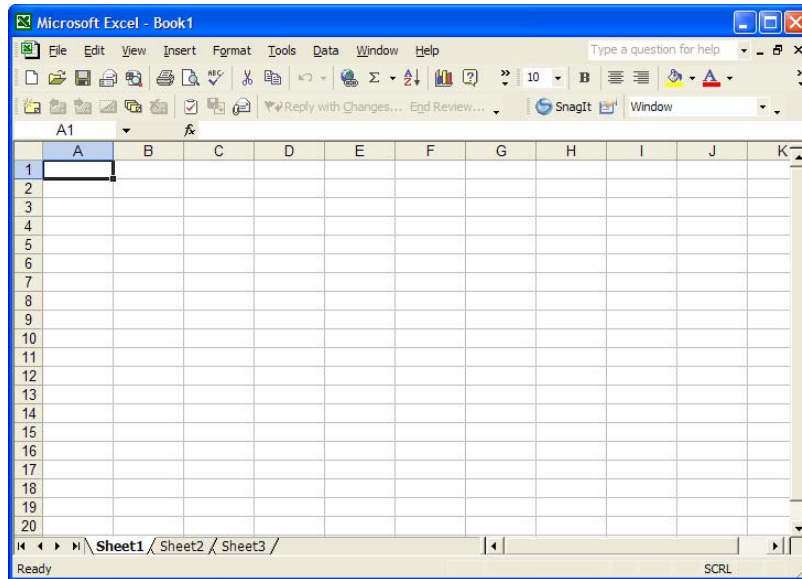 Microsoft Excel - Book1
File Edit View Insert Format Tools Data Window Help Type a question for help
ABC Σ A Z ? » 10 B A
Reply with Changes... End Review... SnagIt Window
A1 fx
A B C D E F G H I J K
1
2
3
4
5
6
7
8
9
10
11
12
13
14
15
16
17
18
19
20
Sheet1 Sheet2 Sheet3
Ready SCRL